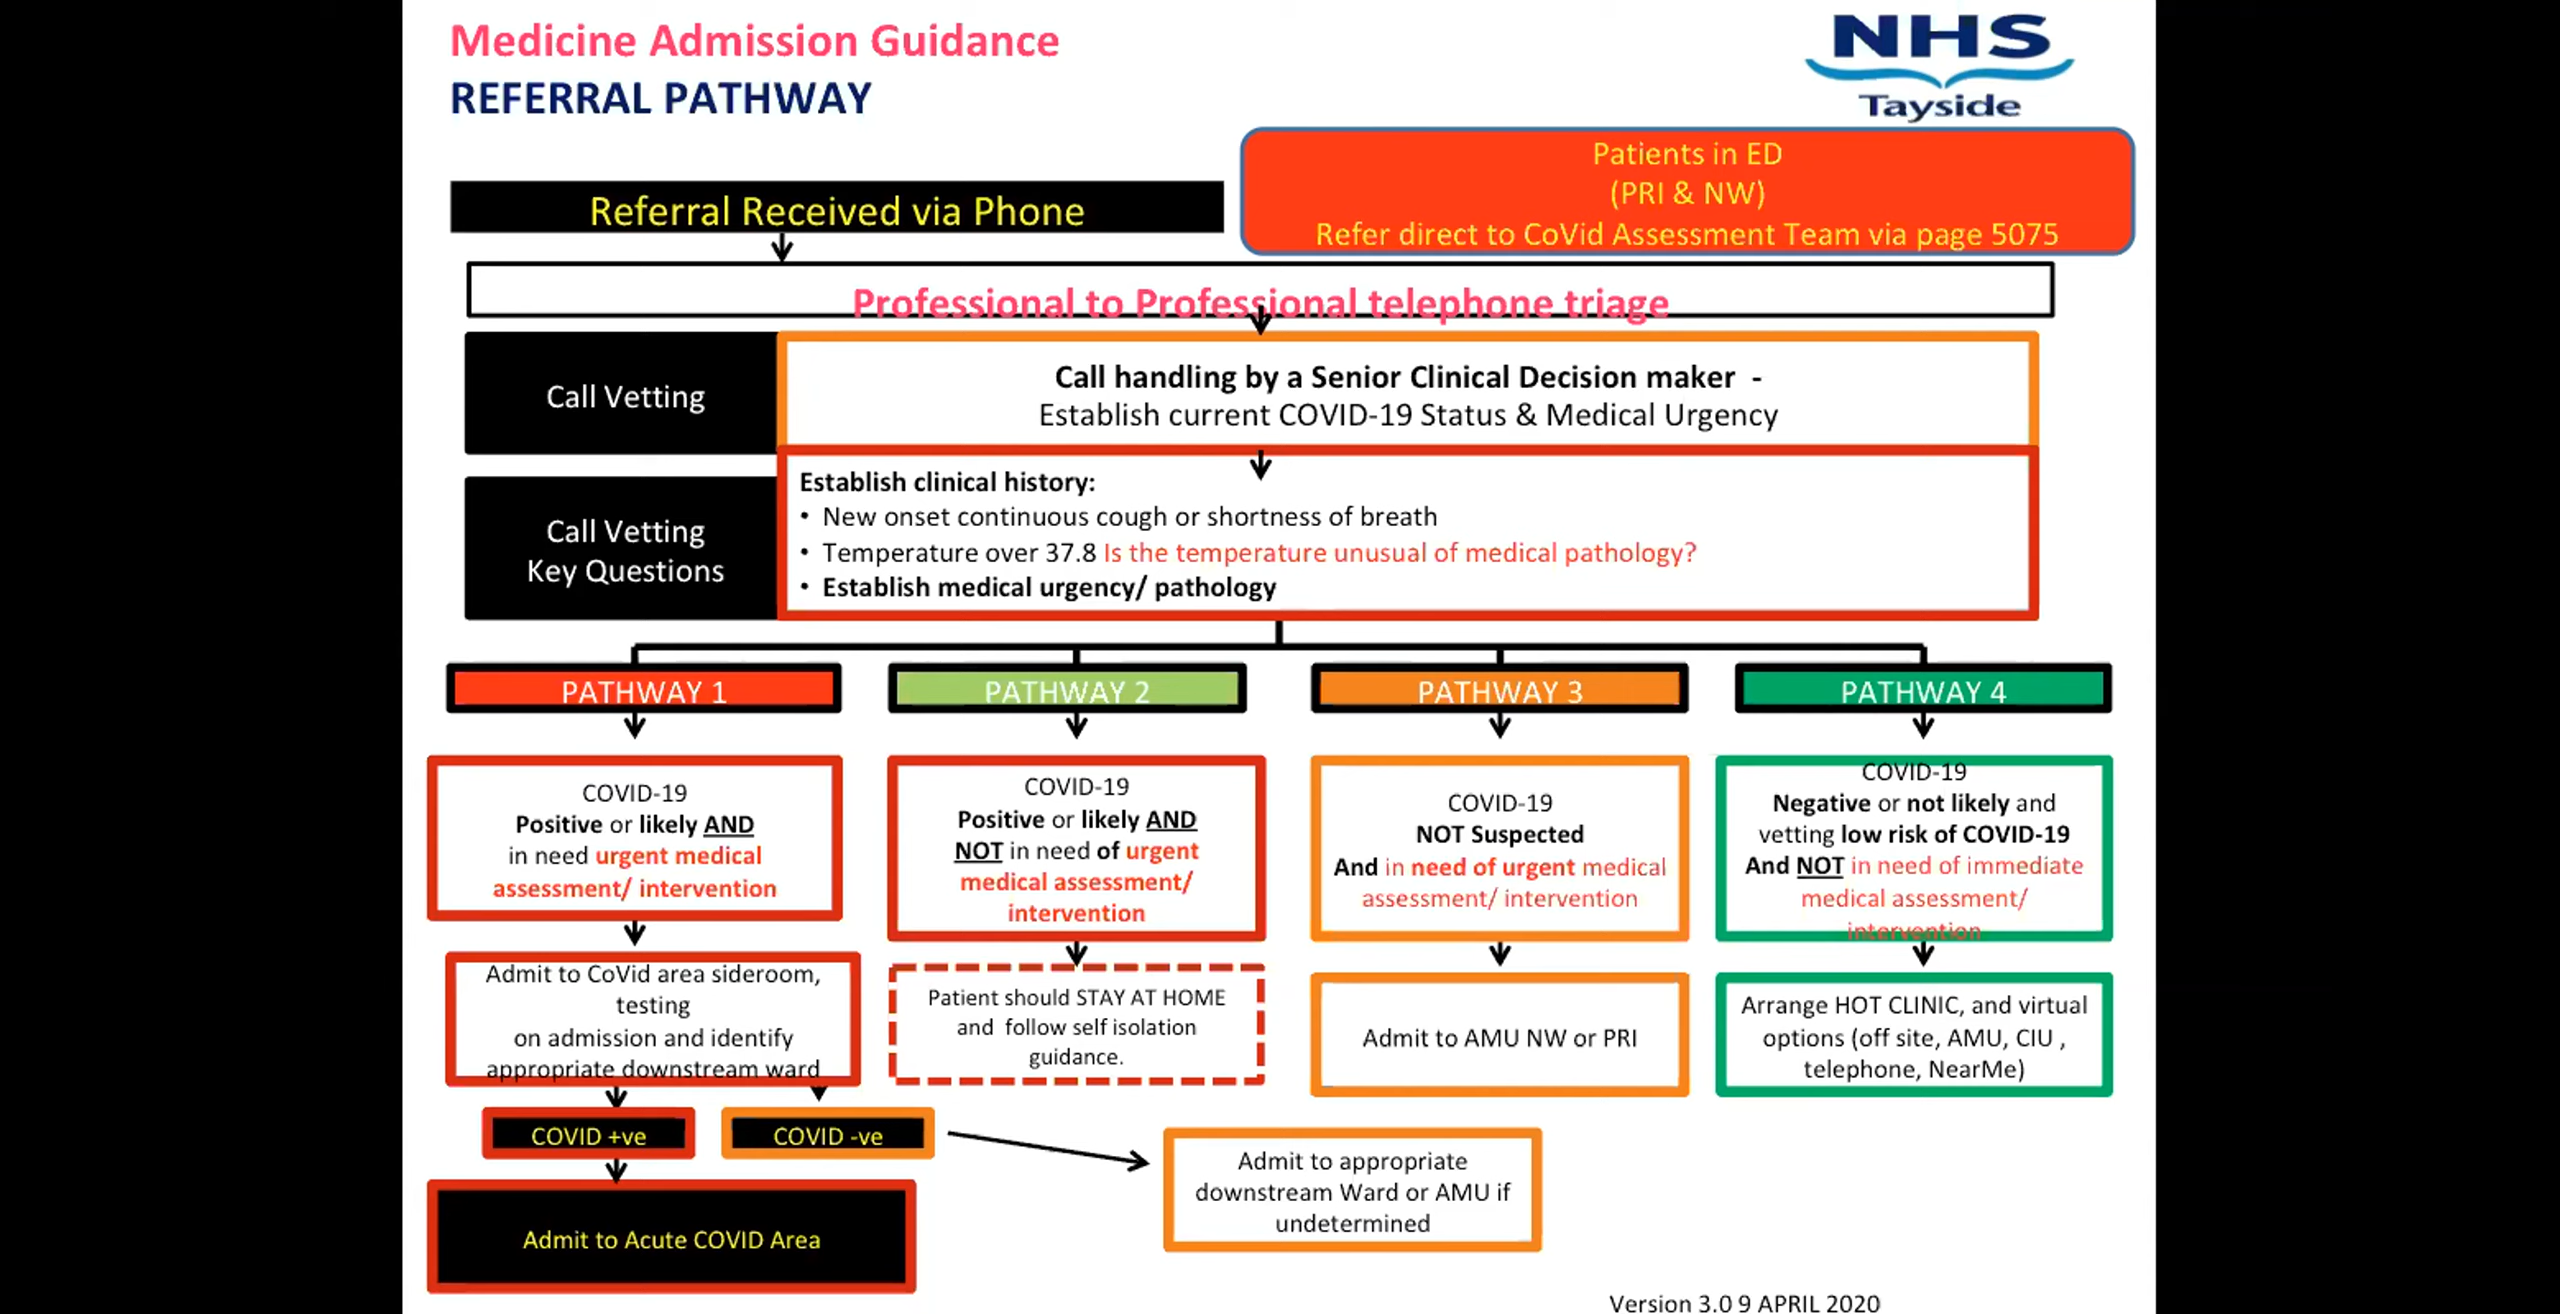 Medicine Admission Guidance
REFERRAL PATHWAY
NHS
Tayside
Patients in ED
(PRI & NW)
Refer direct to CoVid Assessment Team via page 5075
Referral Received via Phone
Professional to Professional telephone triage
Call Vetting
Call handling by a Senior Clinical Decision maker -
Establish current COVID-19 Status & Medical Urgency
Call Vetting
Key Questions
Establish clinical history:
• New onset continuous cough or shortness of breath
• Temperature over 37.8 Is the temperature unusual of medical pathology?
• Establish medical urgency/ pathology
PATHWAY 1
COVID-19
Positive or likely AND
in need urgent medical
assessment/ intervention
Admit to CoVid area sideroom,
testing
on admission and identify
appropriate downstream ward
COVID +ve
COVID -ve
Admit to Acute COVID Area
Admit to appropriate
downstream Ward or AMU if
undetermined
PATHWAY 2
COVID-19
Positive or likely AND
NOT in need of urgent
medical assessment/
intervention
Patient should STAY AT HOME
and follow self isolation
guidance.
PATHWAY 3
COVID-19
NOT Suspected
And in need of urgent medical
assessment/ intervention
Admit to AMU NW or PRI
PATHWAY 4
COVID-19
Negative or not likely and
vetting low risk of COVID-19
And NOT in need of immediate
medical assessment/
intervention
Arrange HOT CLINIC, and virtual
options (off site, AMU, CIU ,
telephone, NearMe)
Version 3.0 9 APRIL 2020